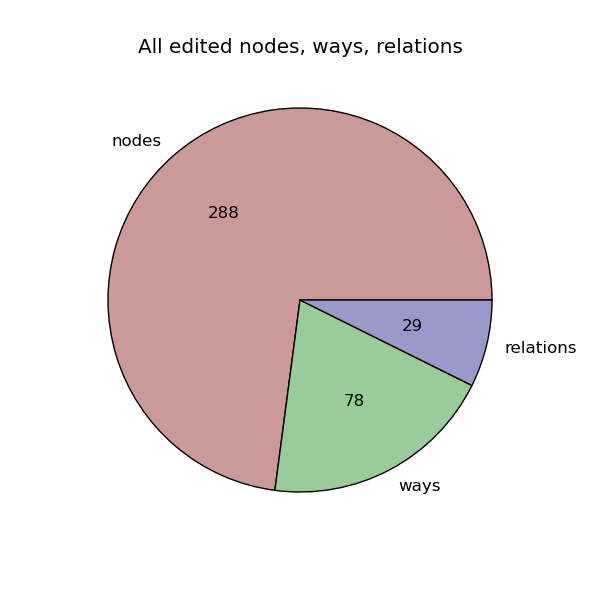 All edited nodes, ways, relations
nodes
288
29
relations
78
ways